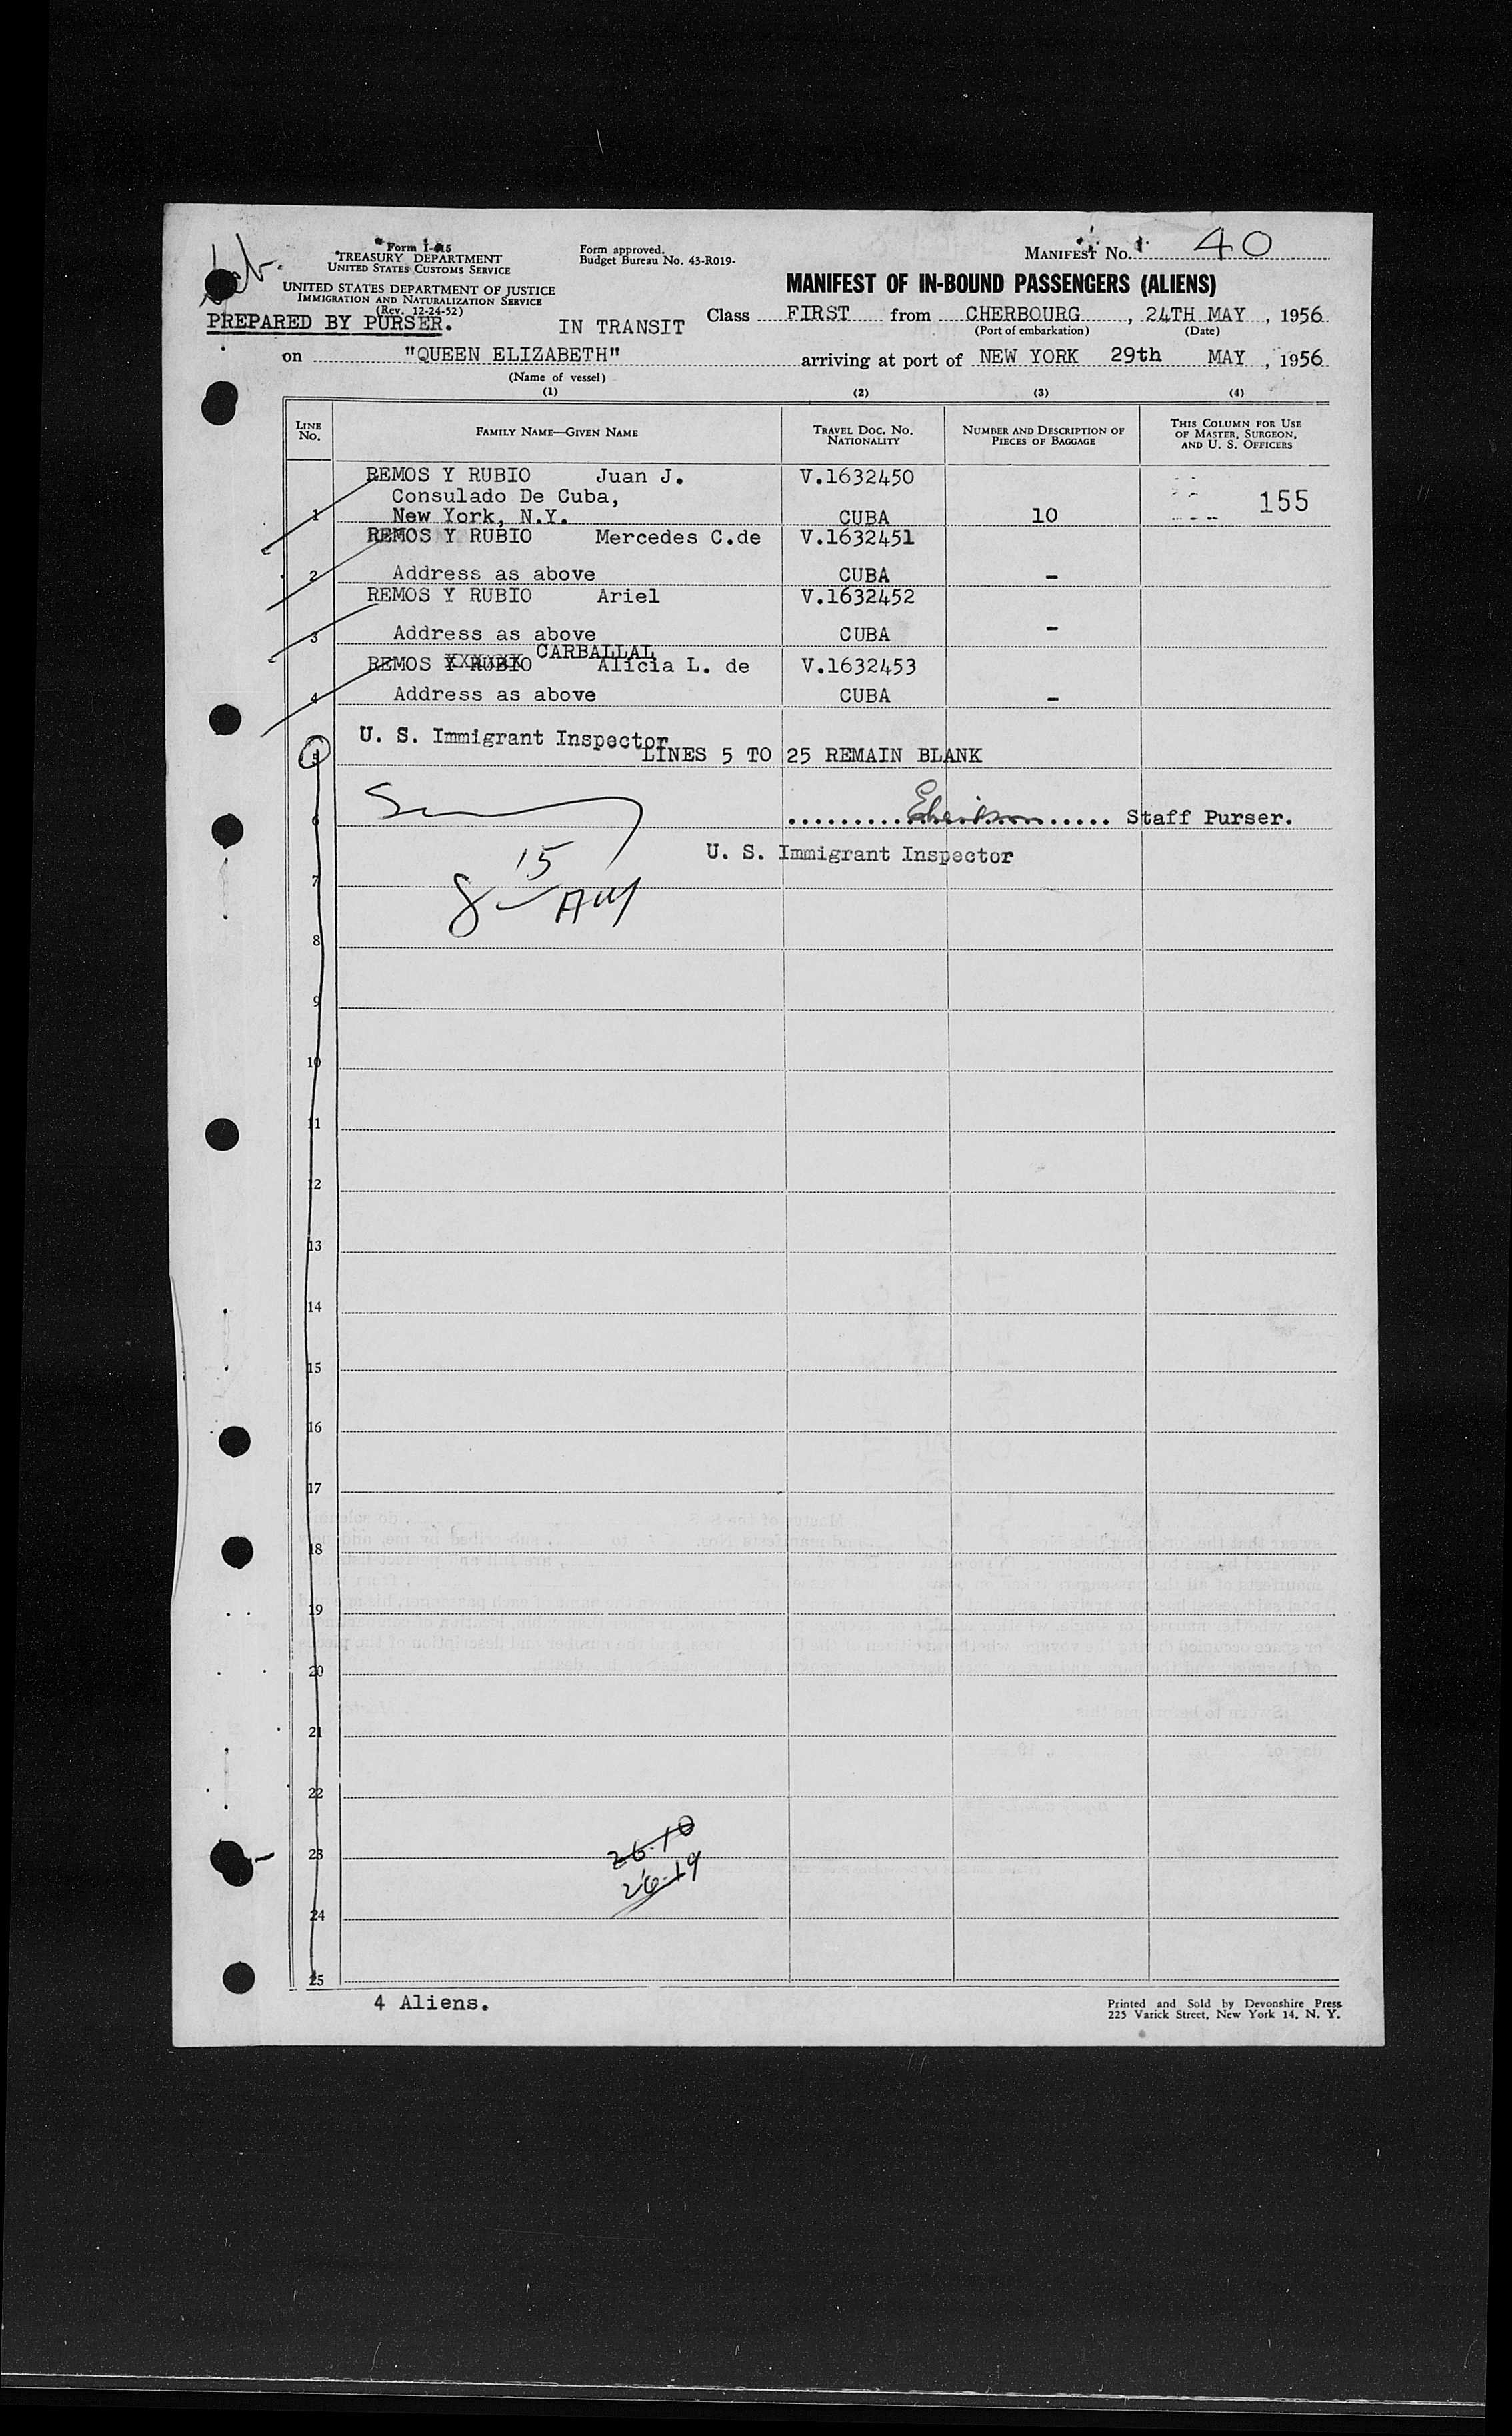 Form I-415
TREASURY DEPARTMENT
UNITED STATES CUSTOMS SERVICE
UNITED STATES DEPARTMENT OF JUSTICE
IMMIGRATION AND NATURALIZATION SERVICE
(Rev. 12-24-52)
PREPARED BY PURSER.
Form approved.
Budget Bureau No. 43-R019-
MANIFEST No. 40
MANIFEST OF IN-BOUND PASSENGERS (ALIENS)
IN TRANSIT Class FIRST from CHERBOURG, 24TH MAY, 1956
(Port of embarkation) (Date)
on "QUEEN ELIZABETH" arriving at port of NEW YORK 29th MAY, 1956
(Name of vessel)
(1) (2) (3) (4)
LINE No. FAMILY NAME—GIVEN NAME TRAVEL DOC. No. NATIONALITY NUMBER AND DESCRIPTION OF PIECES OF BAGGAGE THIS COLUMN FOR USE OF MASTER, SURGEON, AND U. S. OFFICERS
REMOS Y RUBIO Juan J. V.1632450
Consulado De Cuba, 155
1 New York, N.Y. CUBA 10
REMOS Y RUBIO Mercedes C.de V.1632451
2 Address as above CUBA -
REMOS Y RUBIO Ariel V.1632452
3 Address as above CUBA -
CARBALLAL
REMOS Y RUBIO Alicia L. de V.1632453
4 Address as above CUBA -
U. S. Immigrant Inspector
5 LINES 5 TO 25 REMAIN BLANK
6 Staff Purser.
U. S. Immigrant Inspector
7 8 15 AM
8
9
10
11
12
13
14
15
16
17
18
19
20
21
22
23 26.10
26.19
24
25
4 Aliens.
Printed and Sold by Devonshire Press
225 Varick Street, New York 14, N. Y.